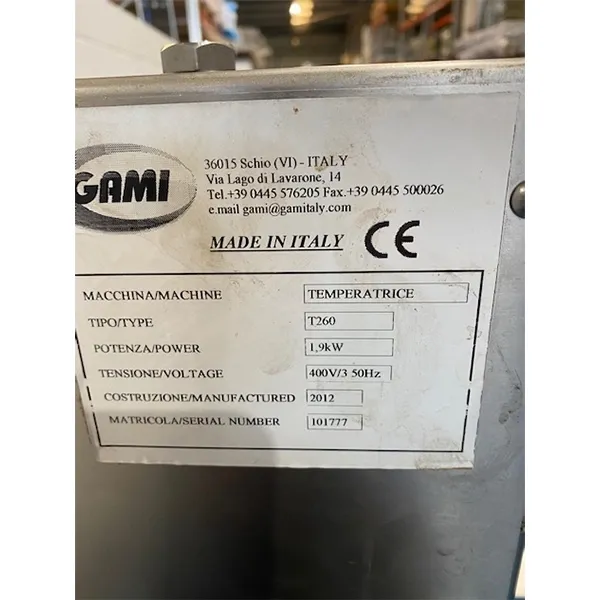 GAMI
36015 Schio (VI) - ITALY
Via Lago di Lavarone, 14
Tel.+39 0445 576205 Fax.+39 0445 500026
e.mail gami@gamitaly.com
MADE IN ITALY CE
MACCHINA/MACHINE TEMPERATRICE
TIPO/TYPE T260
POTENZA/POWER 1,9kW
TENSIONE/VOLTAGE 400V/3 50Hz
COSTRUZIONE/MANUFACTURED 2012
MATRICOLA/SERIAL NUMBER 101777